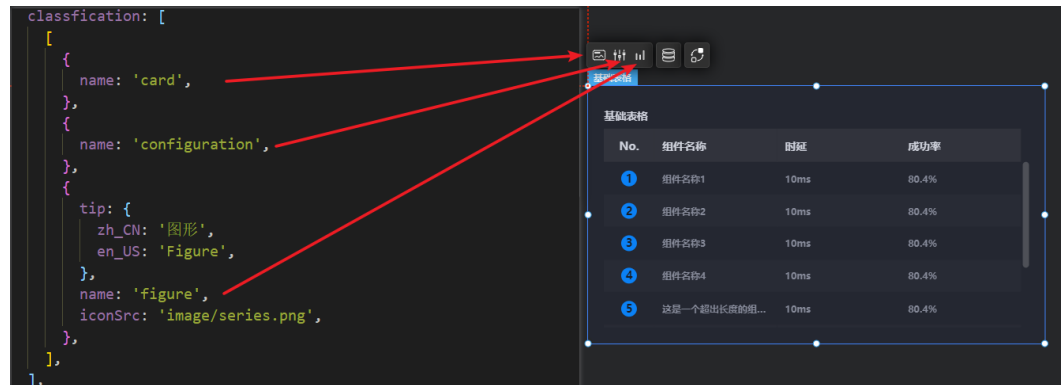 classfication: [
[
{
name: 'card',
},
{
name: 'configuration',
},
{
tip: {
zh_CN: '图形',
en_US: 'Figure',
},
name: 'figure',
iconSrc: 'image/series.png',
},
],
],
基础表格
基础表格
No. 组件名称 时延 成功率
1 组件名称1 10ms 80.4%
2 组件名称2 10ms 80.4%
3 组件名称3 10ms 80.4%
4 组件名称4 10ms 80.4%
5 这是一个超出长度的组... 10ms 80.4%